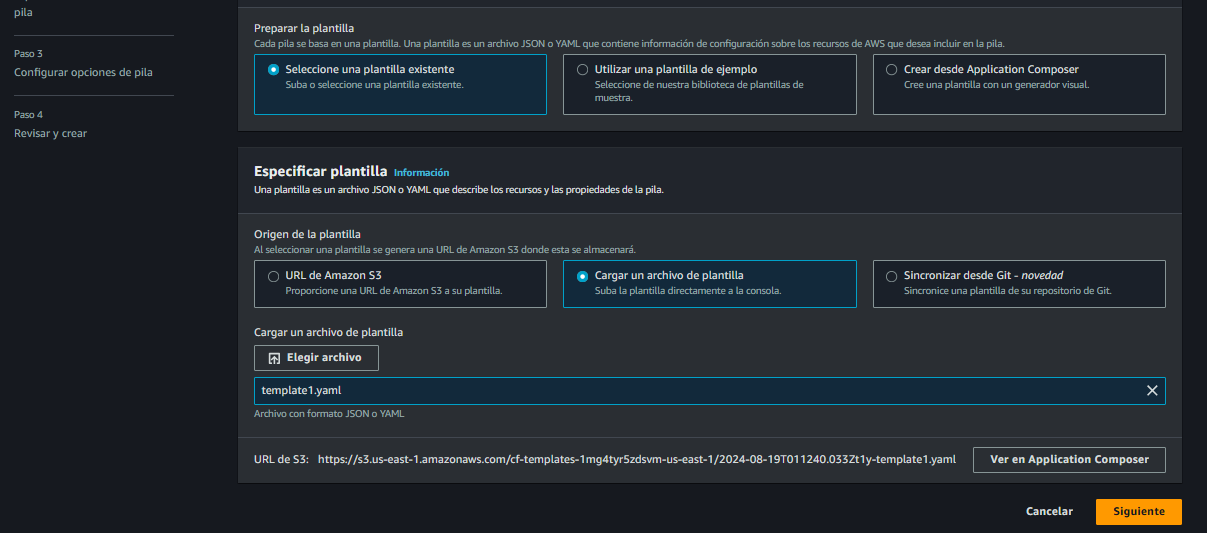 pila
Paso 3
Configurar opciones de pila
Paso 4
Revisar y crear
Preparar la plantilla
Cada pila se basa en una plantilla. Una plantilla es un archivo JSON o YAML que contiene información de configuración sobre los recursos de AWS que desea incluir en la pila.
Seleccione una plantilla existente
Suba o seleccione una plantilla existente.
Utilizar una plantilla de ejemplo
Seleccione de nuestra biblioteca de plantillas de
muestra.
Crear desde Application Composer
Cree una plantilla con un generador visual.
Especificar plantilla Información
Una plantilla es un archivo JSON o YAML que describe los recursos y las propiedades de la pila.
Origen de la plantilla
Al seleccionar una plantilla se genera una URL de Amazon S3 donde esta se almacenará.
URL de Amazon S3
Proporcione una URL de Amazon S3 a su plantilla.
Cargar un archivo de plantilla
Suba la plantilla directamente a la consola.
Sincronizar desde Git - novedad
Sincronice una plantilla de su repositorio de Git.
Cargar un archivo de plantilla
Elegir archivo
template1.yaml
Archivo con formato JSON o YAML
URL de S3: https://s3.us-east-1.amazonaws.com/cf-templates-1mg4tyr5zdsvm-us-east-1/2024-08-19T011240.033Zt1y-template1.yaml
Ver en Application Composer
Cancelar
Siguiente